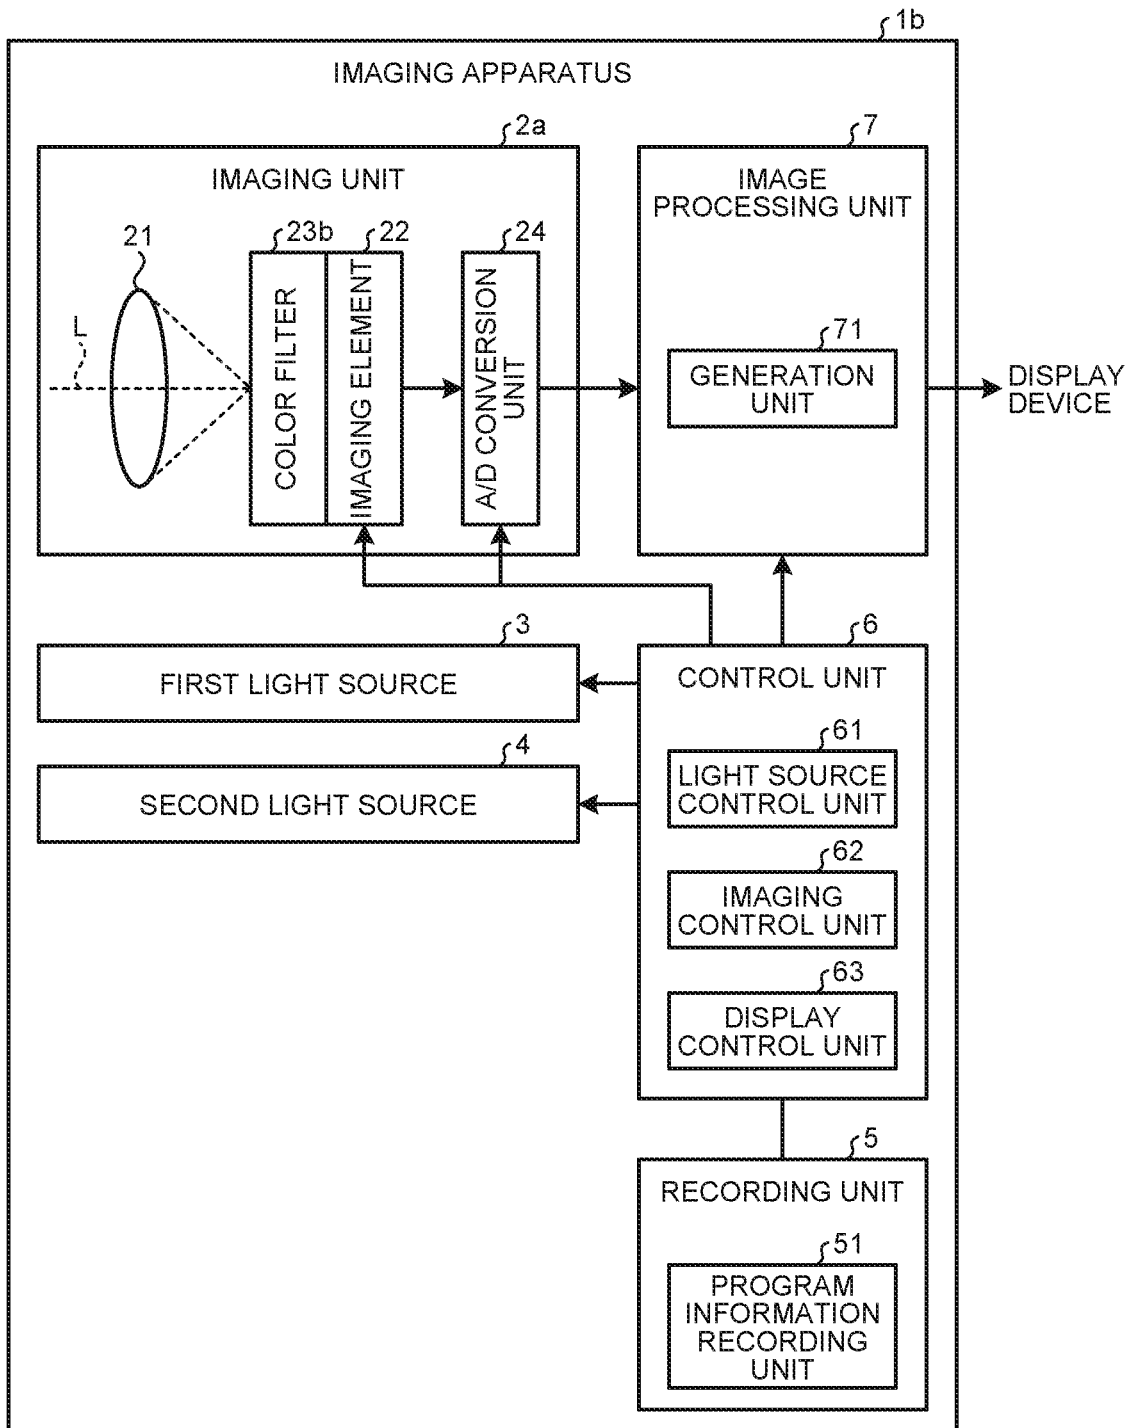 1b
IMAGING APPARATUS
2a
IMAGING UNIT
21
L
23b
COLOR FILTER
22
IMAGING ELEMENT
24
A/D CONVERSION
UNIT
7
IMAGE
PROCESSING UNIT
71
GENERATION
UNIT
DISPLAY
DEVICE
3
FIRST LIGHT SOURCE
4
SECOND LIGHT SOURCE
6
CONTROL UNIT
61
LIGHT SOURCE
CONTROL UNIT
62
IMAGING
CONTROL UNIT
63
DISPLAY
CONTROL UNIT
5
RECORDING UNIT
51
PROGRAM
INFORMATION
RECORDING
UNIT